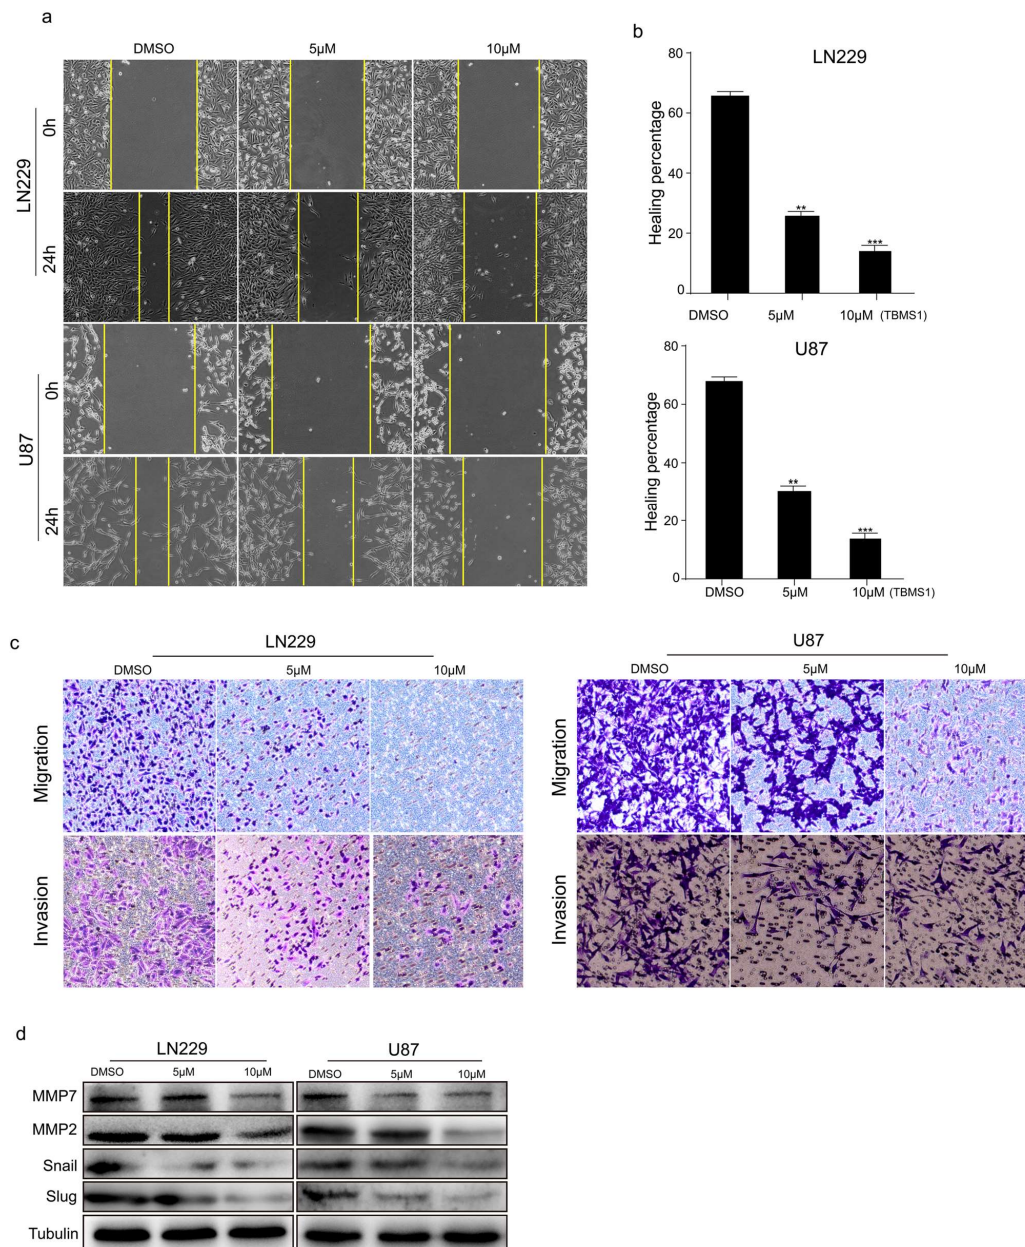 a
DMSO 5µM 10µM
LN229
0h
24h
U87
0h
24h
b
LN229
Healing percentage
80
60
40
20
0
**
***
DMSO 5µM 10µM (TBMS1)
U87
Healing percentage
80
60
40
20
0
**
***
DMSO 5µM 10µM (TBMS1)
c
LN229
DMSO 5µM 10µM
Migration
Invasion
U87
DMSO 5µM 10µM
Migration
Invasion
d
LN229 U87
DMSO 5µM 10µM DMSO 5µM 10µM
MMP7
MMP2
Snail
Slug
Tubulin